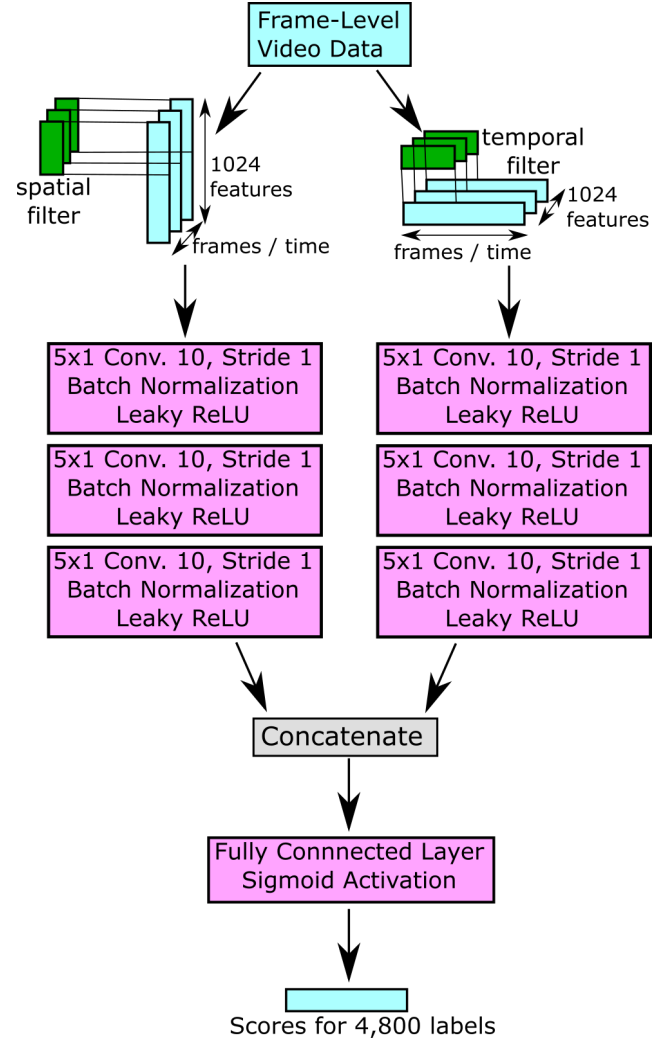 Frame-Level
Video Data
spatial
filter
1024
features
frames / time
temporal
filter
1024
features
frames / time
5x1 Conv. 10, Stride 1
Batch Normalization
Leaky ReLU
5x1 Conv. 10, Stride 1
Batch Normalization
Leaky ReLU
5x1 Conv. 10, Stride 1
Batch Normalization
Leaky ReLU
5x1 Conv. 10, Stride 1
Batch Normalization
Leaky ReLU
5x1 Conv. 10, Stride 1
Batch Normalization
Leaky ReLU
5x1 Conv. 10, Stride 1
Batch Normalization
Leaky ReLU
Concatenate
Fully Connnected Layer
Sigmoid Activation
Scores for 4,800 labels